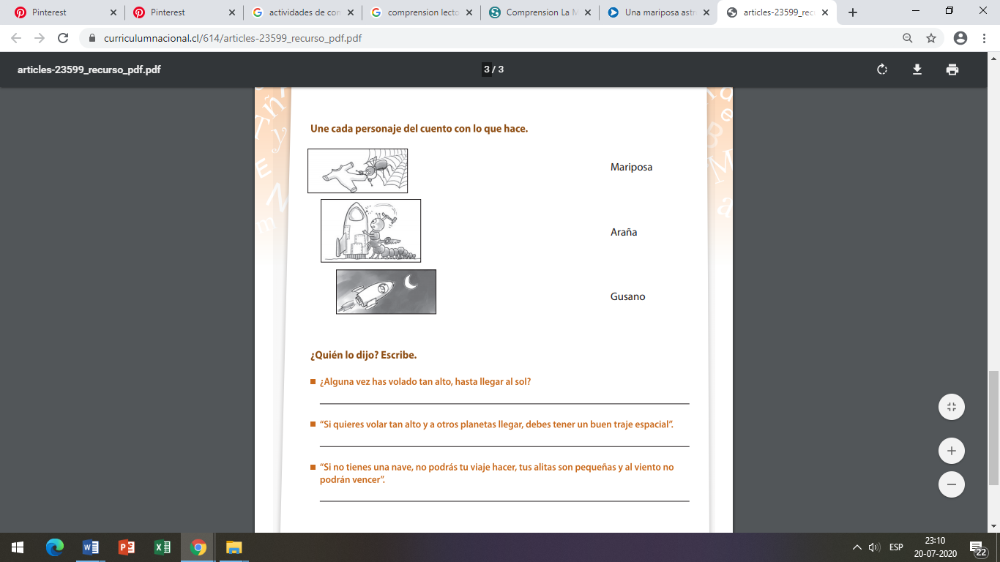 Pinterest
Pinterest
actividades de con
comprension lecto
Comprension La M
Una mariposa astr
articles-23599_rec
curriculumnacional.cl/614/articles-23599_recurso_pdf.pdf
articles-23599_recurso_pdf.pdf
3 / 3
Une cada personaje del cuento con lo que hace.
Mariposa
Araña
Gusano
¿Quién lo dijo? Escribe.
¿Alguna vez has volado tan alto, hasta llegar al sol?
“Si quieres volar tan alto y a otros planetas llegar, debes tener un buen traje espacial”.
“Si no tienes una nave, no podrás tu viaje hacer, tus alitas son pequeñas y al viento no
podrán vencer”.
ESP
23:10
20-07-2020
22